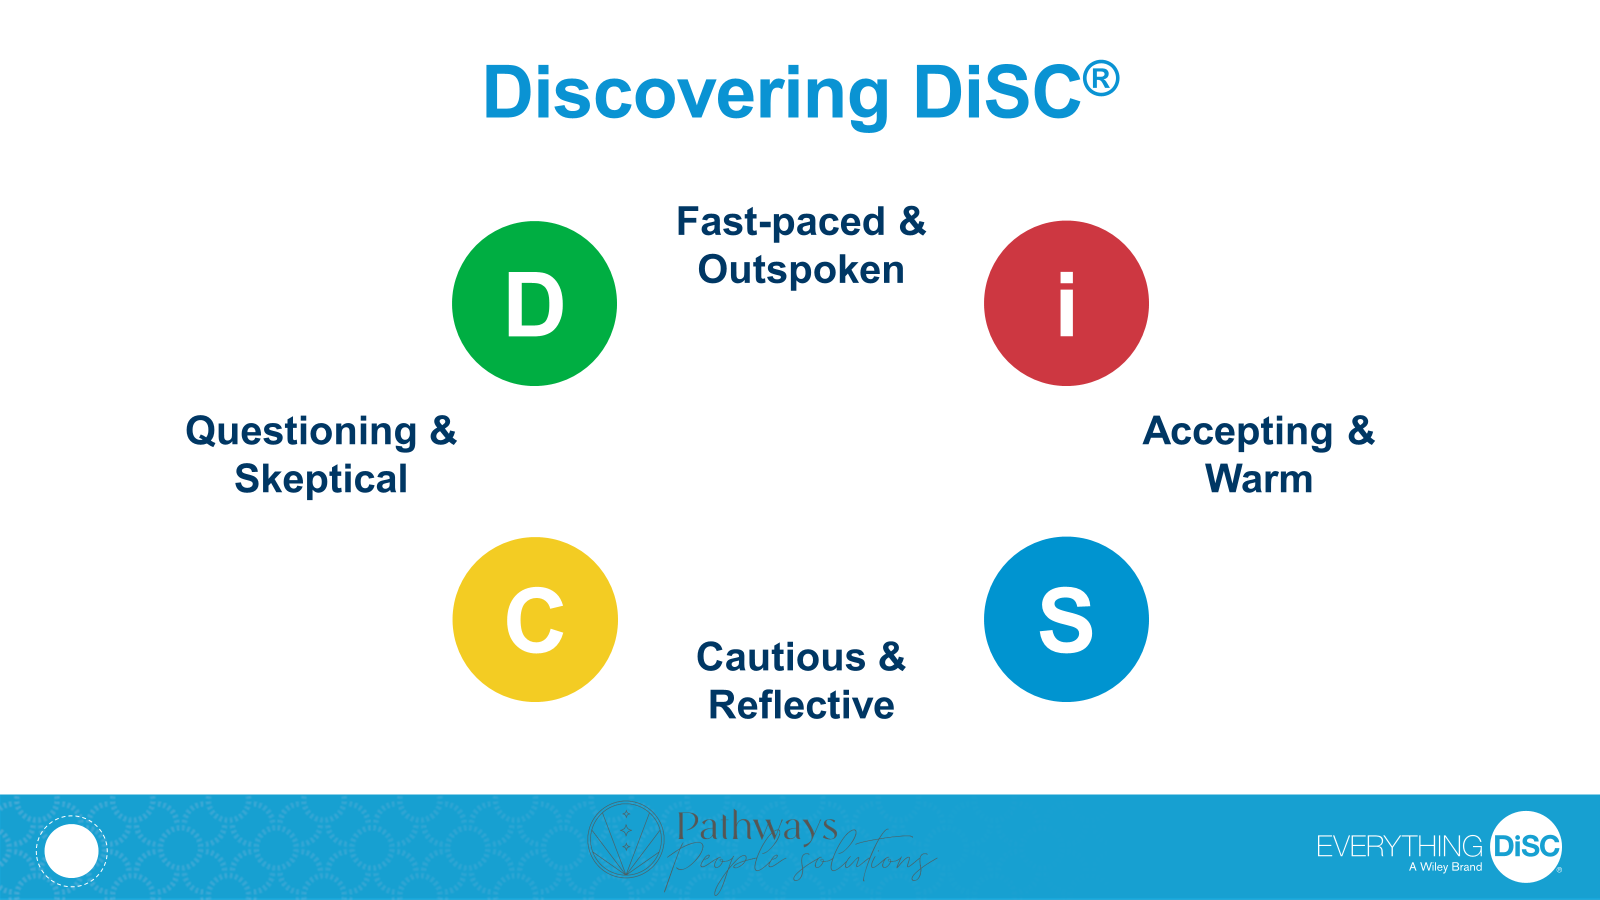 Discovering DiSC®
Fast-paced &
Outspoken
D
i
Questioning &
Skeptical
Accepting &
Warm
C
S
Cautious &
Reflective
Pathways
People solutions
EVERYTHING DiSC®
A Wiley Brand